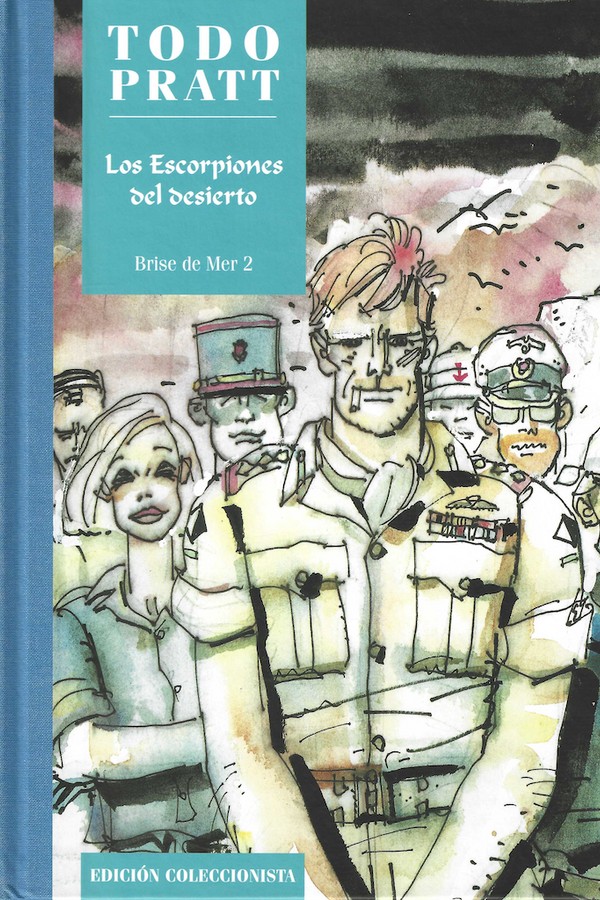 TODO
PRATT
Los Escorpiones
del desierto
Brise de Mer 2
EDICIÓN COLECCIONISTA